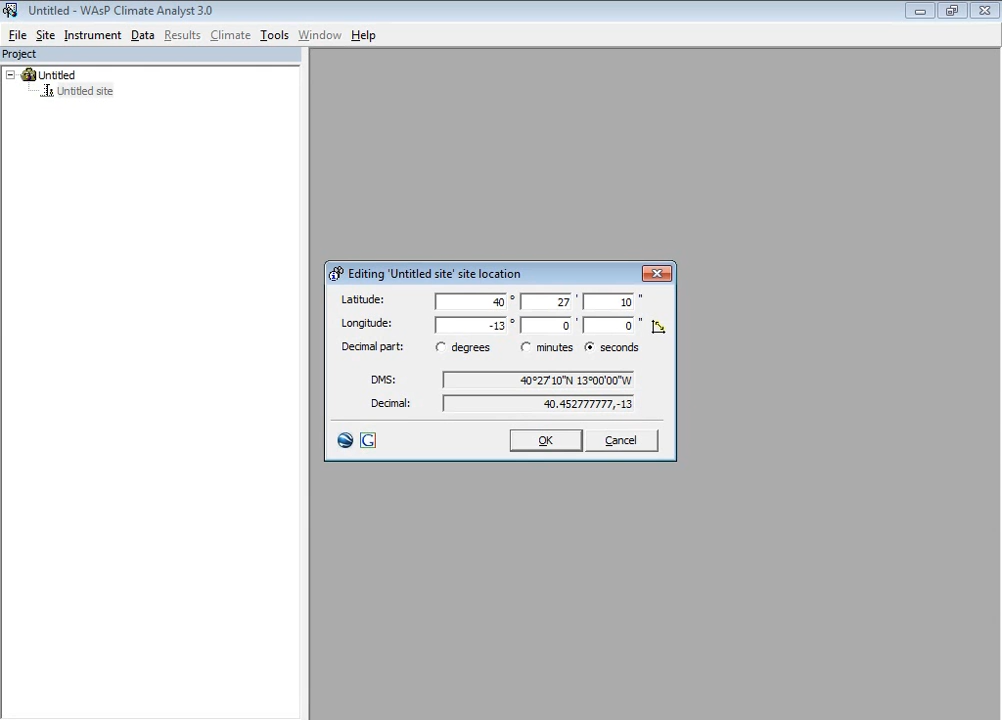 Untitled - WAsP Climate Analyst 3.0
File Site Instrument Data Results Climate Tools Window Help
Project
Untitled
Untitled site
Editing 'Untitled site' site location
Latitude: 40 ° 27 ' 10 "
Longitude: -13 ° 0 ' 0 "
Decimal part: degrees minutes seconds
DMS: 40°27'10"N 13°00'00"W
Decimal: 40.452777777,-13
G OK Cancel